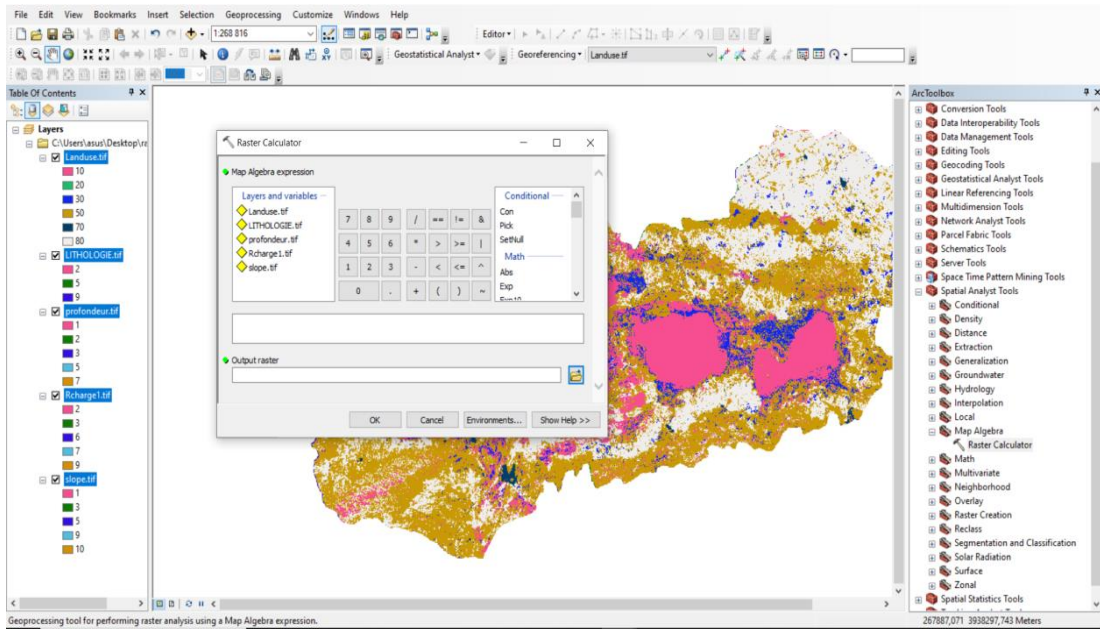 File Edit View Bookmarks Insert Selection Geoprocessing Customize Windows Help
1:268 816
Editor
Geostatistical Analyst
Georeferencing
Landuse.tif
Table Of Contents
Layers
C:\Users\asus\Desktop\ra
Landuse.tif
10
20
30
50
70
80
LITHOLOGIE.tif
2
5
9
profondeur.tif
1
2
3
5
7
Rcharge1.tif
2
3
6
7
9
slope.tif
1
3
5
9
10
Raster Calculator
Map Algebra expression
Layers and variables
Landuse.tif
LITHOLOGIE.tif
profondeur.tif
Rcharge1.tif
slope.tif
7 8 9 / == != &
4 5 6 * > >= |
1 2 3 - < <= ^
0 . + ( ) ~
Conditional
Con
Pick
SetNull
Math
Abs
Exp
Exp10
Output raster
OK Cancel Environments... Show Help >>
ArcToolbox
Conversion Tools
Data Interoperability Tools
Data Management Tools
Editing Tools
Geocoding Tools
Geostatistical Analyst Tools
Linear Referencing Tools
Multidimension Tools
Network Analyst Tools
Parcel Fabric Tools
Schematics Tools
Server Tools
Space Time Pattern Mining Tools
Spatial Analyst Tools
Conditional
Density
Distance
Extraction
Generalization
Groundwater
Hydrology
Interpolation
Local
Map Algebra
Raster Calculator
Math
Multivariate
Neighborhood
Overlay
Raster Creation
Reclass
Segmentation and Classification
Solar Radiation
Surface
Zonal
Spatial Statistics Tools
Geoprocessing tool for performing raster analysis using a Map Algebra expression.
267887,071 3938297,743 Meters